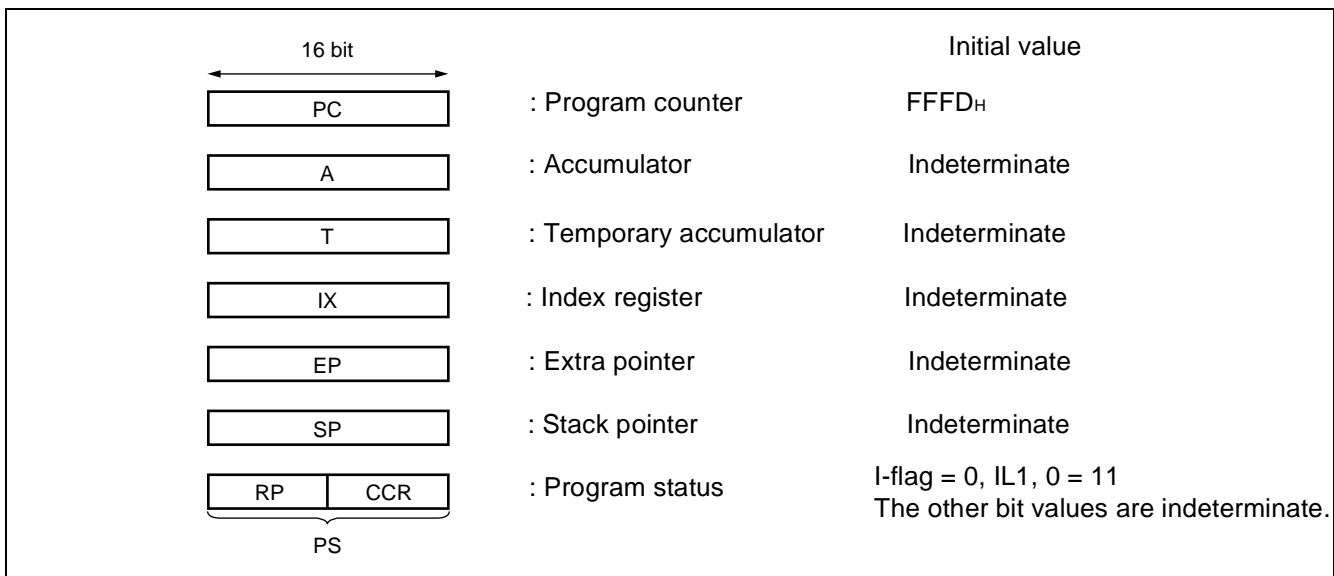 16 bit Initial value
PC : Program counter FFFDH
A : Accumulator Indeterminate
T : Temporary accumulator Indeterminate
IX : Index register Indeterminate
EP : Extra pointer Indeterminate
SP : Stack pointer Indeterminate
RP CCR : Program status I-flag = 0, IL1, 0 = 11
The other bit values are indeterminate.
PS